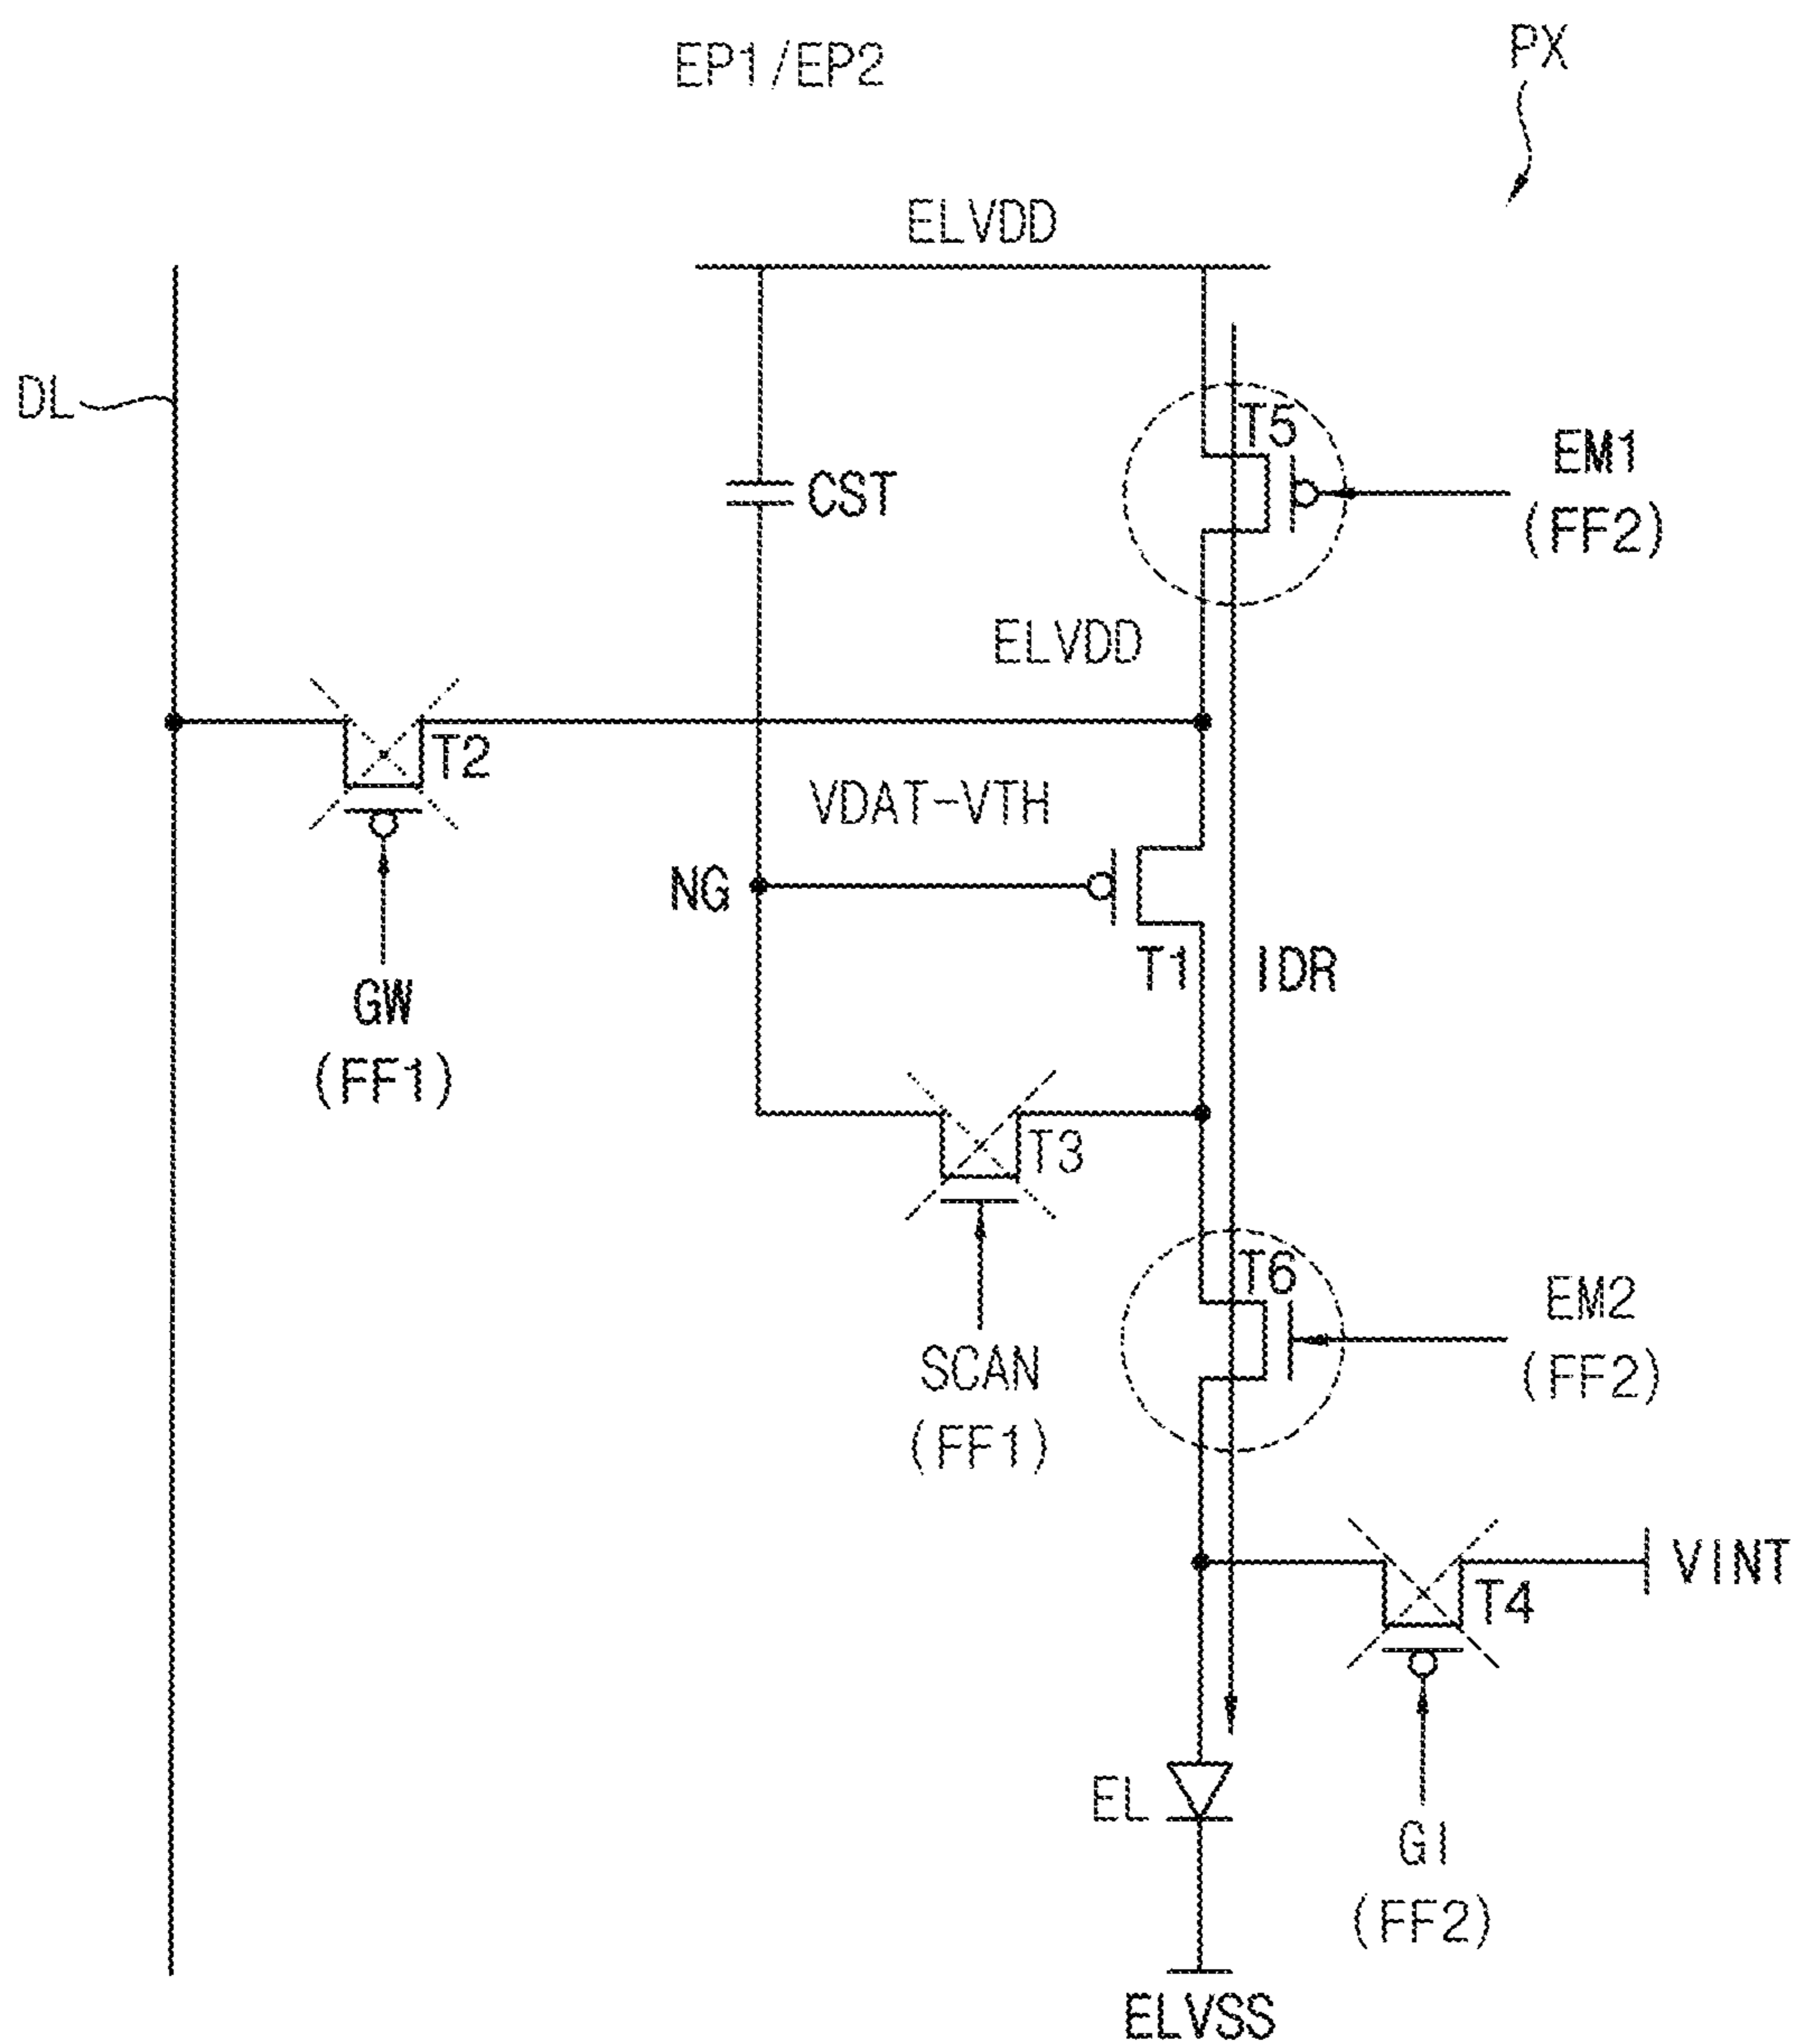 EP1/EP2
PX
ELVDD
DL
T5
EM1
(FF2)
CST
ELVDD
T2
VDAT-VTH
NG
T1
IDR
GW
(FF1)
T3
T6
EM2
(FF2)
SCAN
(FF1)
VINT
T4
EL
GI
(FF2)
ELVSS